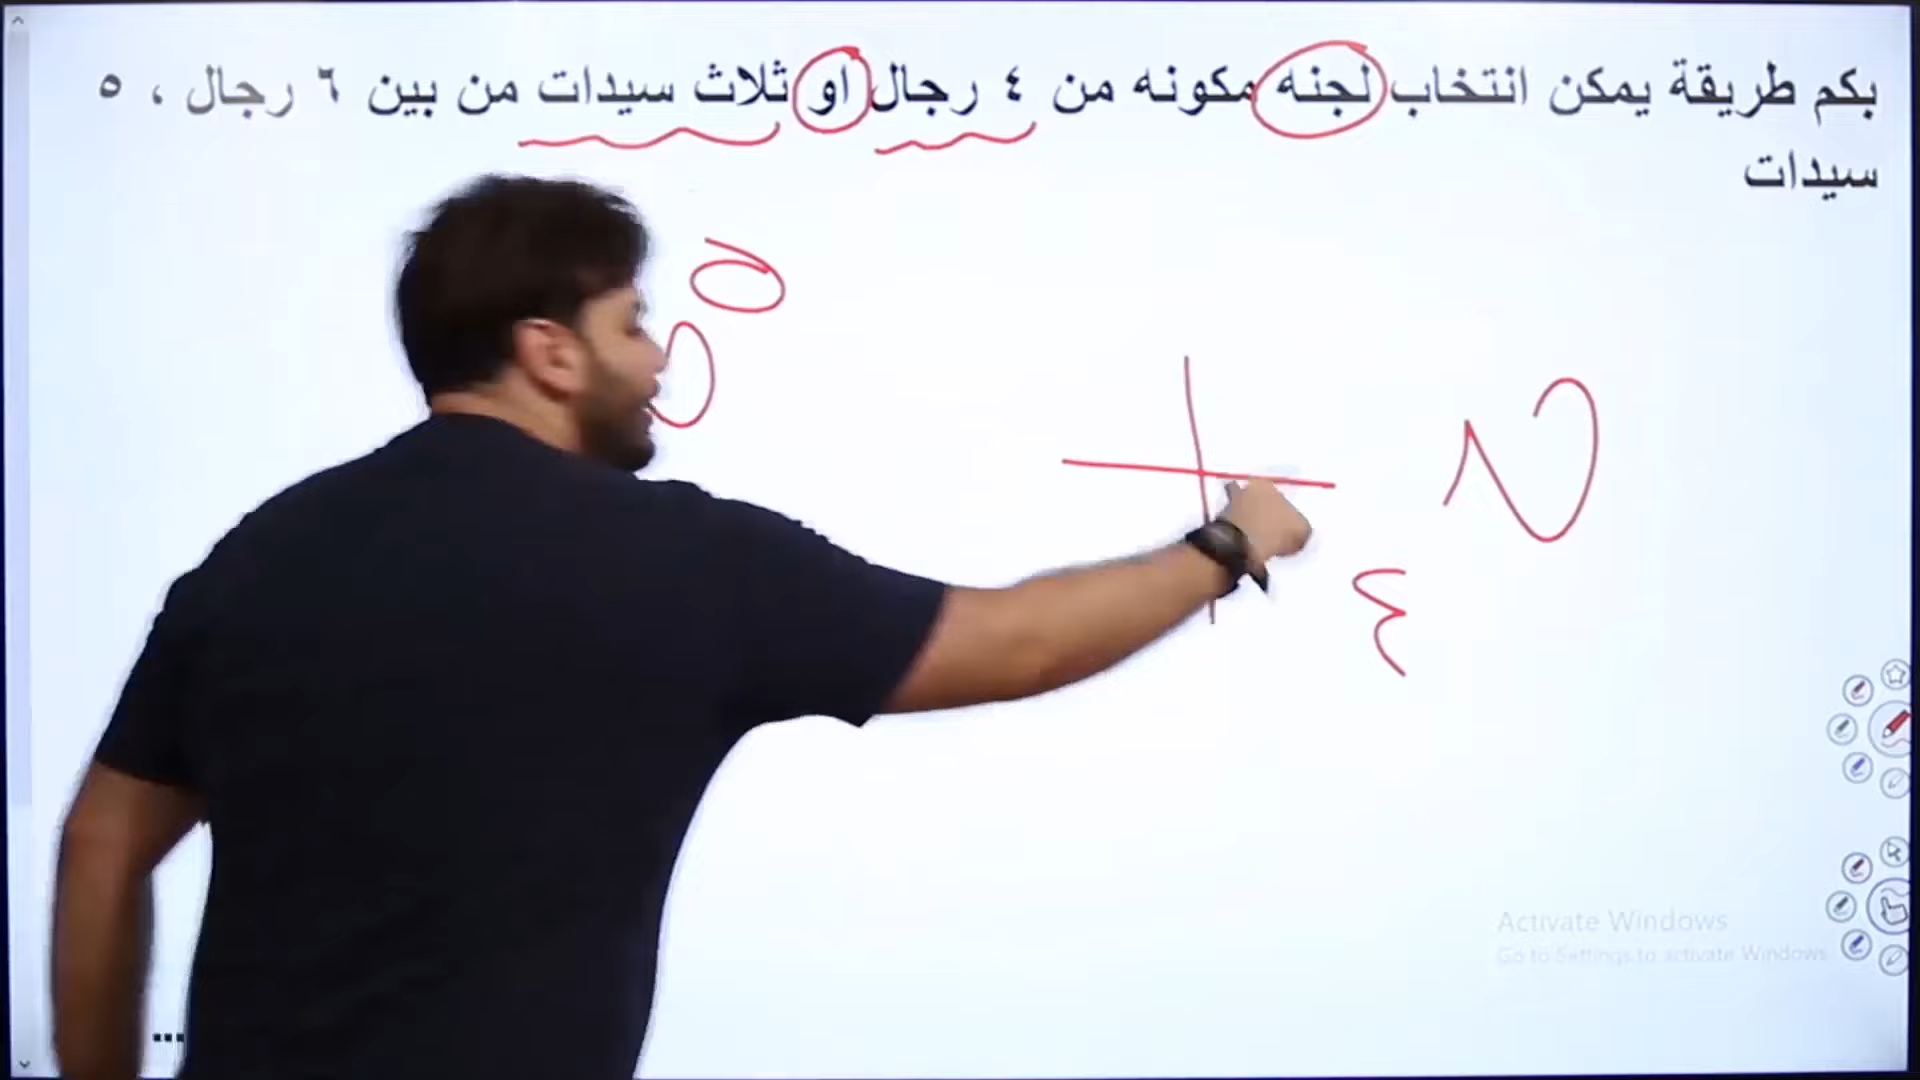 بكم طريقة يمكن انتخاب لجنه مكونه من ٤ رجال او ثلاث سيدات من بين ٦ رجال ، ٥
سيدات
٥
ن
+
٤
Activate Windows
Go to Settings to activate Windows.
...